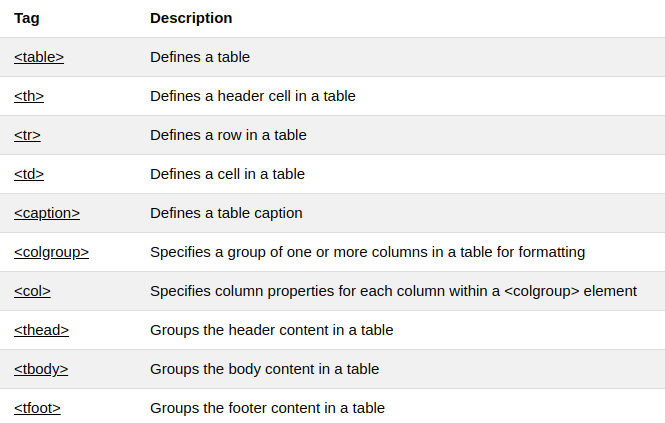 Tag Description
<table> Defines a table
<th> Defines a header cell in a table
<tr> Defines a row in a table
<td> Defines a cell in a table
<caption> Defines a table caption
<colgroup> Specifies a group of one or more columns in a table for formatting
<col> Specifies column properties for each column within a <colgroup> element
<thead> Groups the header content in a table
<tbody> Groups the body content in a table
<tfoot> Groups the footer content in a table